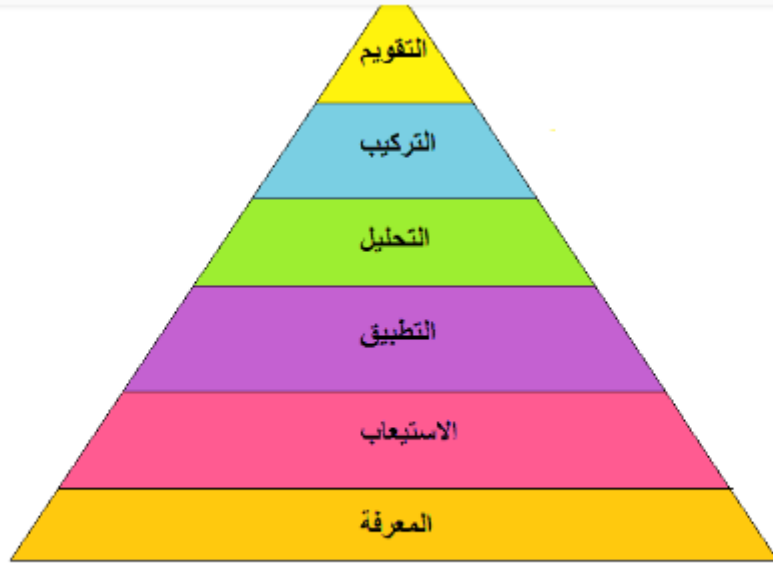 التقويم
التركيب
التحليل
التطبيق
الاستيعاب
المعرفة